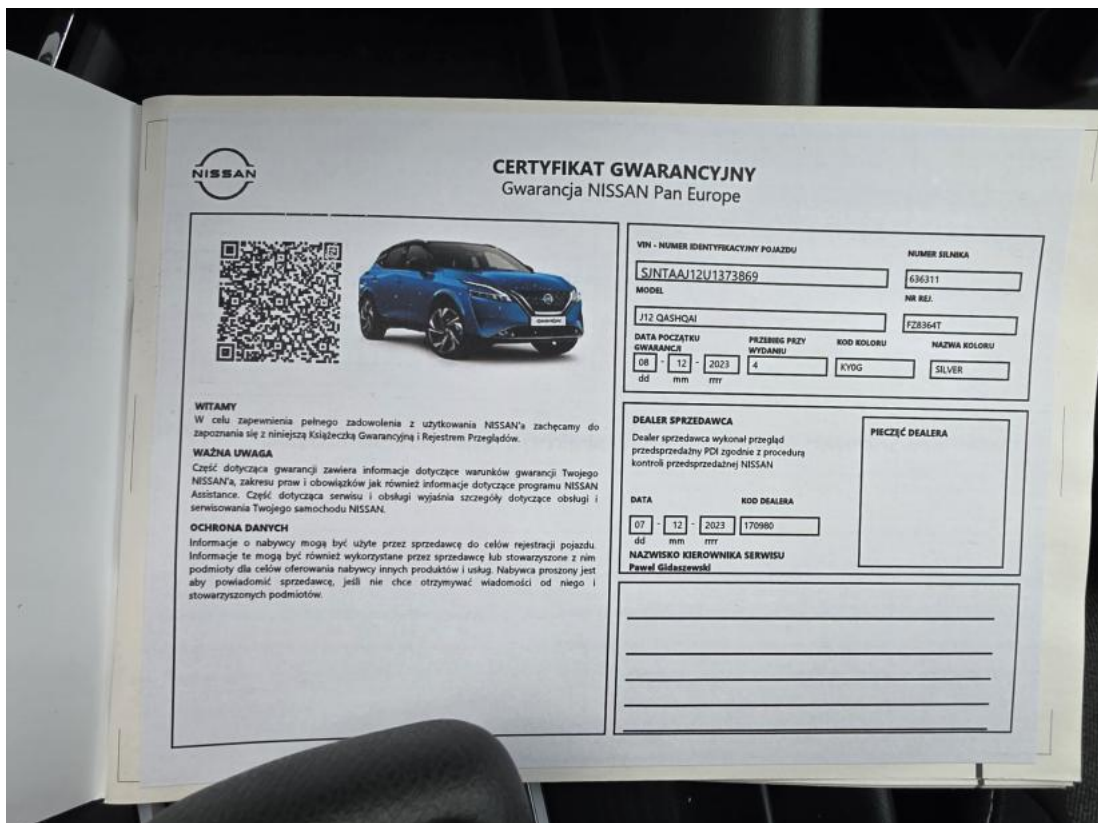 NISSAN
CERTYFIKAT GWARANCYJNY
Gwarancja NISSAN Pan Europe
QASHQAI
WITAMY
W celu zapewnienia pełnego zadowolenia z użytkowania NISSAN'a zachęcamy do
zapoznania się z niniejszą Książeczką Gwarancyjną i Rejestrem Przeglądów.
WAŻNA UWAGA
Część dotycząca gwarancji zawiera informacje dotyczące warunków gwarancji Twojego
NISSAN'a, zakresu praw i obowiązków jak również informacje dotyczące programu NISSAN
Assistance. Część dotycząca serwisu i obsługi wyjaśnia szczegóły dotyczące obsługi i
serwisowania Twojego samochodu NISSAN.
OCHRONA DANYCH
Informacje o nabywcy mogą być użyte przez sprzedawcę do celów rejestracji pojazdu.
Informacje te mogą być również wykorzystane przez sprzedawcę lub stowarzyszone z nim
podmioty dla celów oferowania nabywcy innych produktów i usług. Nabywca proszony jest
aby powiadomić sprzedawcę, jeśli nie chce otrzymywać wiadomości od niego i
stowarzyszonych podmiotów.
VIN - NUMER IDENTYFIKACYJNY POJAZDU
NUMER SILNIKA
SJNTAAJ12U1373869
636311
MODEL
NR REJ.
J12 QASHQAI
FZ8364T
DATA POCZĄTKU
GWARANCJI
PRZEBIEG PRZY
WYDANIU
KOD KOLORU
NAZWA KOLORU
08 - 12 - 2023
4
KY0G
SILVER
dd mm rrrr
DEALER SPRZEDAWCA
PIECZĘĆ DEALERA
Dealer sprzedawca wykonał przegląd
przedsprzedażny PDI zgodnie z procedurą
kontroli przedsprzedażnej NISSAN
DATA
KOD DEALERA
07 - 12 - 2023
170980
dd mm rrrr
NAZWISKO KIEROWNIKA SERWISU
Paweł Gidaszewski